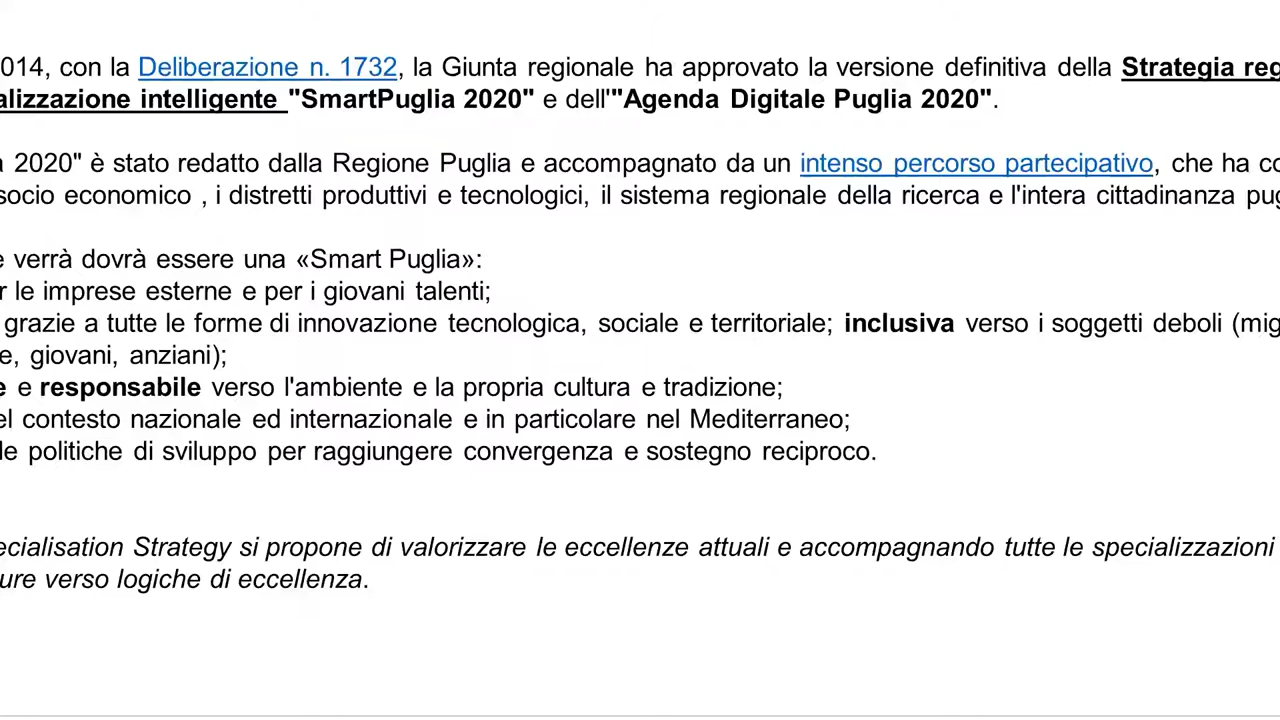 014, con la Deliberazione n. 1732, la Giunta regionale ha approvato la versione definitiva della Strategia reg
alizzazione intelligente "SmartPuglia 2020" e dell'"Agenda Digitale Puglia 2020".
a 2020" è stato redatto dalla Regione Puglia e accompagnato da un intenso percorso partecipativo, che ha co
socio economico , i distretti produttivi e tecnologici, il sistema regionale della ricerca e l'intera cittadinanza pug
e verrà dovrà essere una «Smart Puglia»:
r le imprese esterne e per i giovani talenti;
grazie a tutte le forme di innovazione tecnologica, sociale e territoriale; inclusiva verso i soggetti deboli (mig
e, giovani, anziani);
e e responsabile verso l'ambiente e la propria cultura e tradizione;
el contesto nazionale ed internazionale e in particolare nel Mediterraneo;
le politiche di sviluppo per raggiungere convergenza e sostegno reciproco.
ecialisation Strategy si propone di valorizzare le eccellenze attuali e accompagnando tutte le specializzazioni
ure verso logiche di eccellenza.